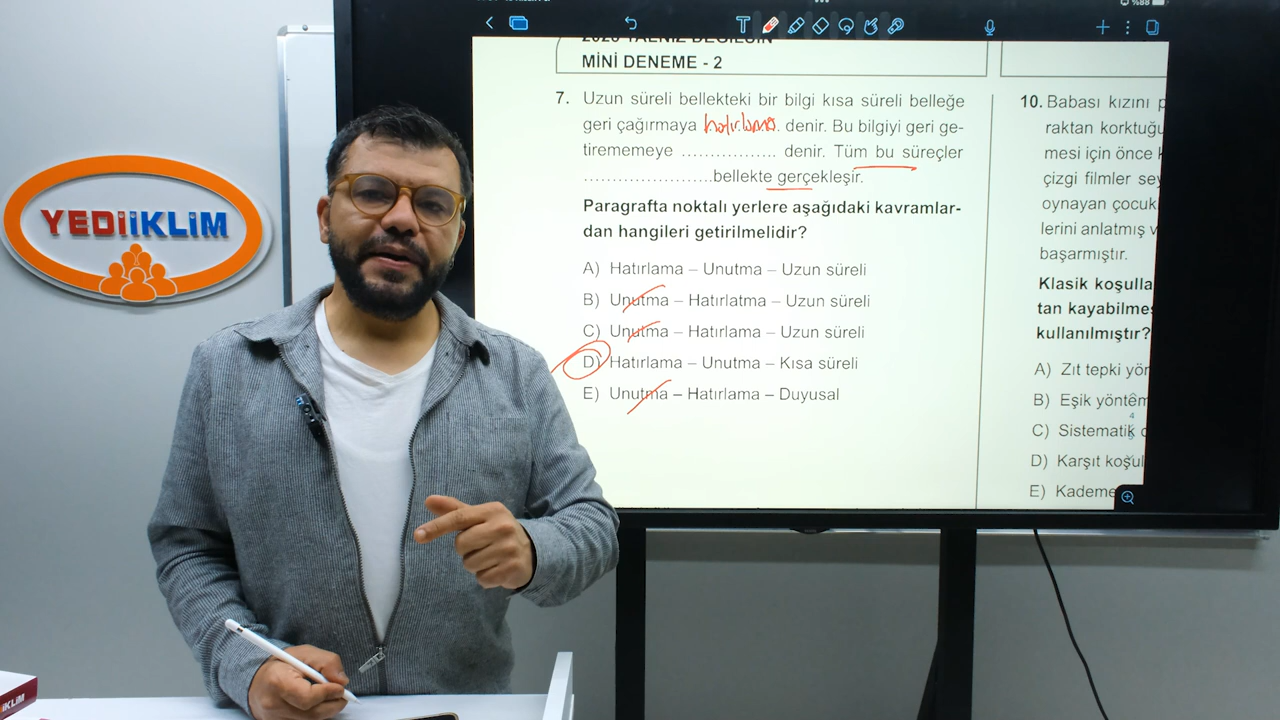 %88
YEDİİKLİM
İKLİM
MİNİ DENEME - 2
7. Uzun süreli bellekteki bir bilgi kısa süreli belleğe
geri çağırmaya hatırlama denir. Bu bilgiyi geri ge-
tirememeye ................. denir. Tüm bu süreçler
.......................bellekte gerçekleşir.
Paragrafta noktalı yerlere aşağıdaki kavramlar-
dan hangileri getirilmelidir?
A) Hatırlama – Unutma – Uzun süreli
B) Unutma – Hatırlatma – Uzun süreli
C) Unutma – Hatırlama – Uzun süreli
D) Hatırlama – Unutma – Kısa süreli
E) Unutma – Hatırlama – Duyusal
10. Babası kızını
raktan korktuğu
mesi için önce
çizgi filmler
oynayan çocuk
lerini anlatmış
başarmıştır.
Klasik koşulla
tan
kullanılmıştır?
A) Zıt tepki
B) Eşik yöntem
C) Sistematik
D) Karşıt koşul
E) Kademe